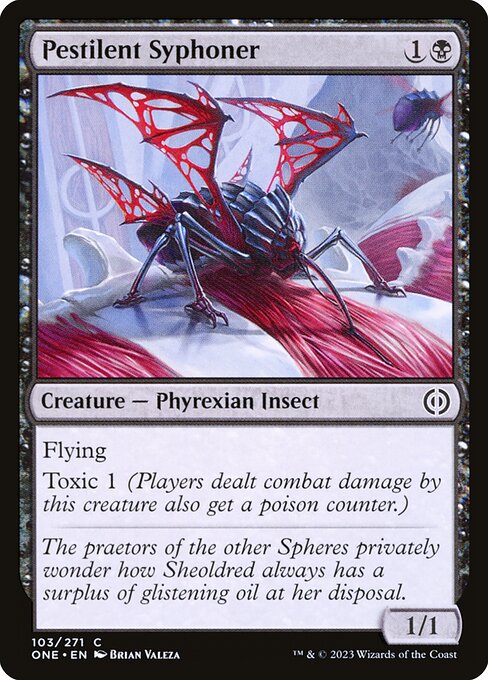 Pestilent Syphoner 1
Creature — Phyrexian Insect
Flying
Toxic 1 (Players dealt combat damage by
this creature also get a poison counter.)
The praetors of the other Spheres privately
wonder how Sheoldred always has a
surplus of glistening oil at her disposal.
1/1
103/271 C
ONE • EN Brian Valeza
™ & © 2023 Wizards of the Coast